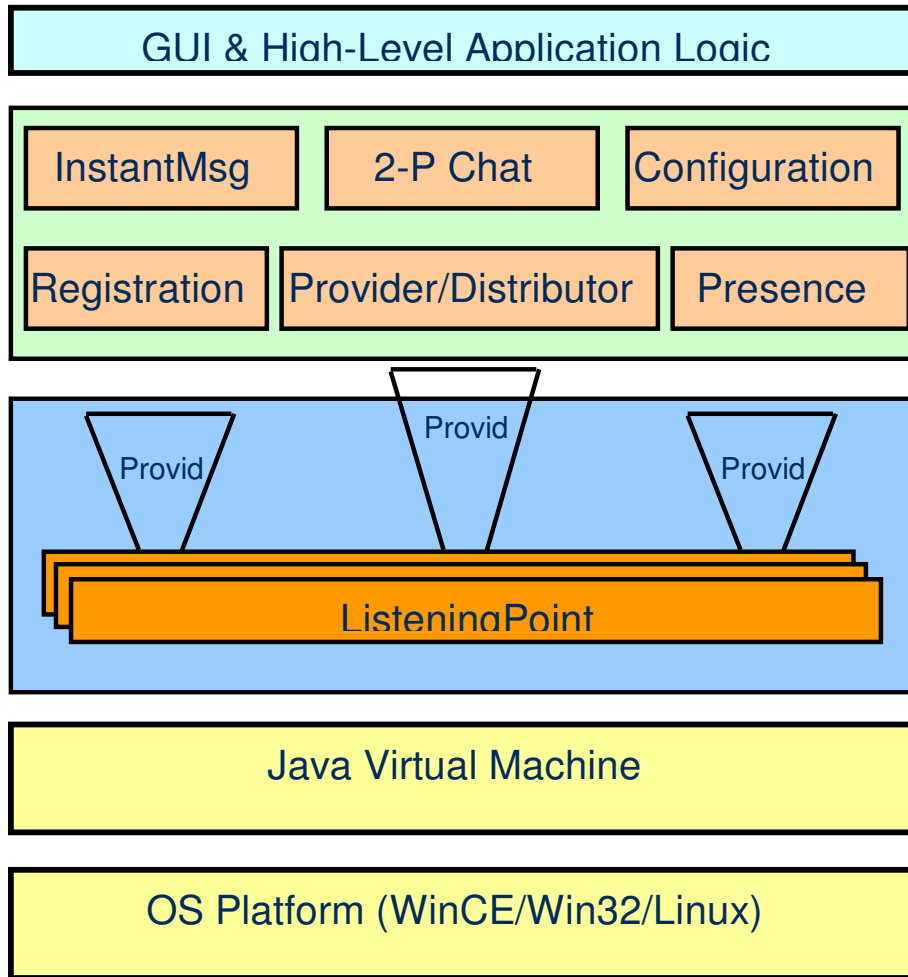 GUI & High-Level Application Logic
InstantMsg
2-P Chat
Configuration
Registration
Provider/Distributor
Presence
Provid
Provid
Provid
ListeningPoint
Java Virtual Machine
OS Platform (WinCE/Win32/Linux)